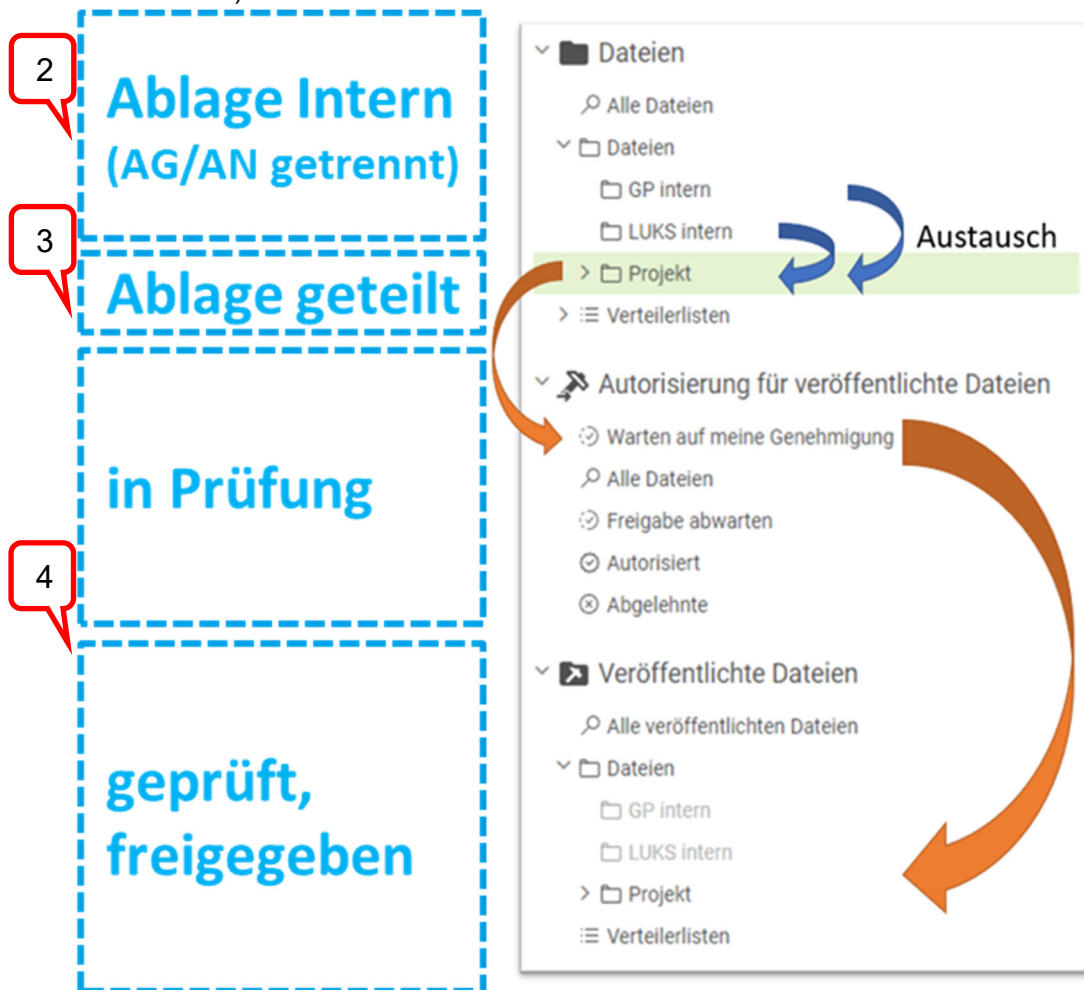 2
Ablage Intern
(AG/AN getrennt)
3
Ablage geteilt
in Prüfung
4
geprüft,
freigegeben
Dateien
Alle Dateien
Dateien
GP intern
LUKS intern
Austausch
Projekt
Verteilerlisten
Autorisierung für veröffentlichte Dateien
Warten auf meine Genehmigung
Alle Dateien
Freigabe abwarten
Autorisiert
Abgelehnte
Veröffentlichte Dateien
Alle veröffentlichten Dateien
Dateien
GP intern
LUKS intern
Projekt
Verteilerlisten